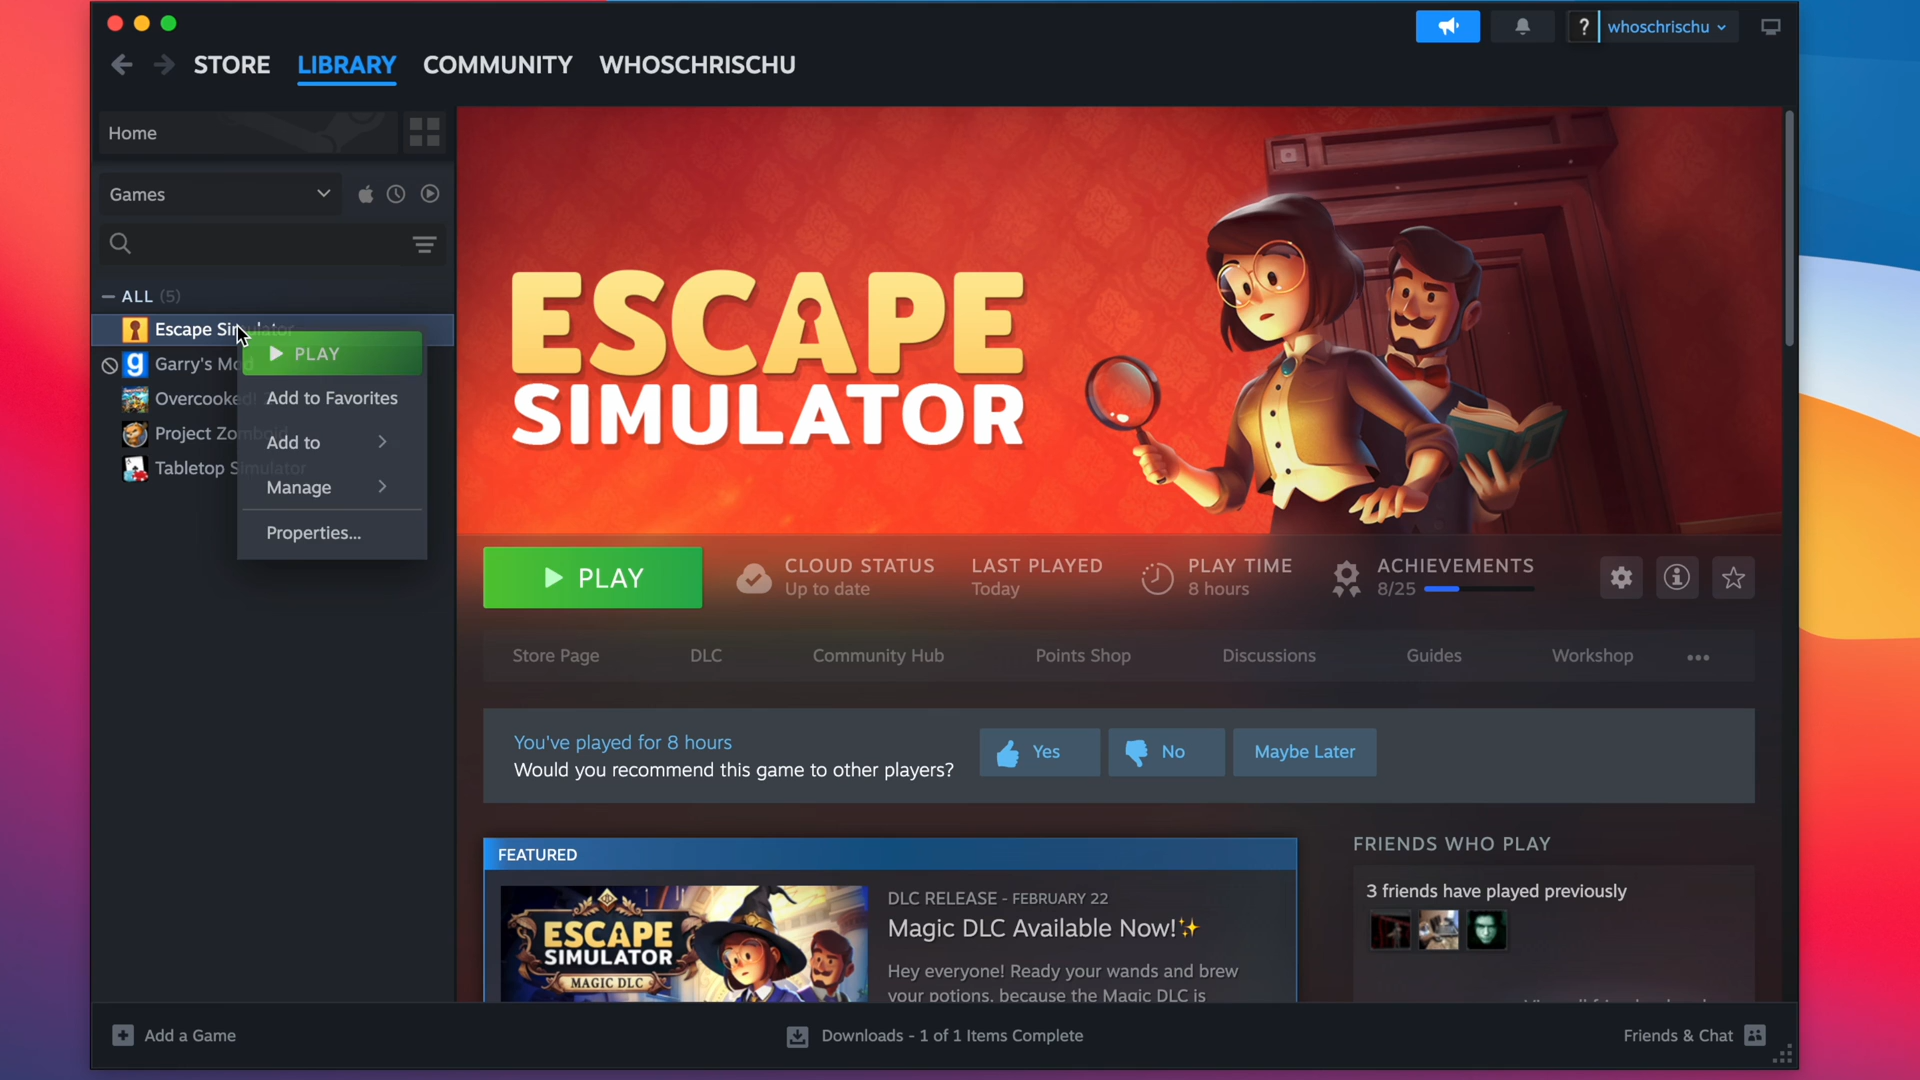 ? whoschrischu
STORE LIBRARY COMMUNITY WHOSCHRISCHU
Home
Games
ALL (5)
Escape Simulator
Garry's Mod
Overcooked!
Project Zomboid
Tabletop Simulator
PLAY
Add to Favorites
Add to
Manage
Properties...
ESCAPE
SIMULATOR
PLAY
CLOUD STATUS
Up to date
LAST PLAYED
Today
PLAY TIME
8 hours
ACHIEVEMENTS
8/25
Store Page DLC Community Hub Points Shop Discussions Guides Workshop •••
You've played for 8 hours
Would you recommend this game to other players?
Yes No Maybe Later
FEATURED
ESCAPE
SIMULATOR
MAGIC DLC
DLC RELEASE - FEBRUARY 22
Magic DLC Available Now!✨
Hey everyone! Ready your wands and brew
your potions, because the Magic DLC is
FRIENDS WHO PLAY
3 friends have played previously
Add a Game
Downloads - 1 of 1 Items Complete
Friends & Chat